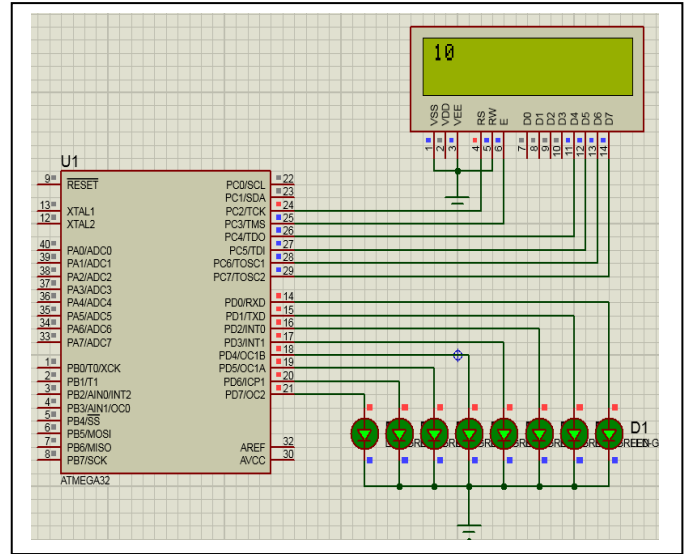 10
VSS
VDD
VEE
RS
RW
E
D0
D1
D2
D3
D4
D5
D6
D7
1
2
3
4
5
6
7
8
9
10
11
12
13
14
U1
9 RESET
13 XTAL1
12 XTAL2
40 PA0/ADC0
39 PA1/ADC1
38 PA2/ADC2
37 PA3/ADC3
36 PA4/ADC4
35 PA5/ADC5
34 PA6/ADC6
33 PA7/ADC7
1 PB0/T0/XCK
2 PB1/T1
3 PB2/AIN0/INT2
4 PB3/AIN1/OC0
5 PB4/SS
6 PB5/MOSI
7 PB6/MISO
8 PB7/SCK
PC0/SCL 22
PC1/SDA 23
PC2/TCK 24
PC3/TMS 25
PC4/TDO 26
PC5/TDI 27
PC6/TOSC1 28
PC7/TOSC2 29
PD0/RXD 14
PD1/TXD 15
PD2/INT0 16
PD3/INT1 17
PD4/OC1B 18
PD5/OC1A 19
PD6/ICP1 20
PD7/OC2 21
AREF 32
AVCC 30
ATMEGA32
D1